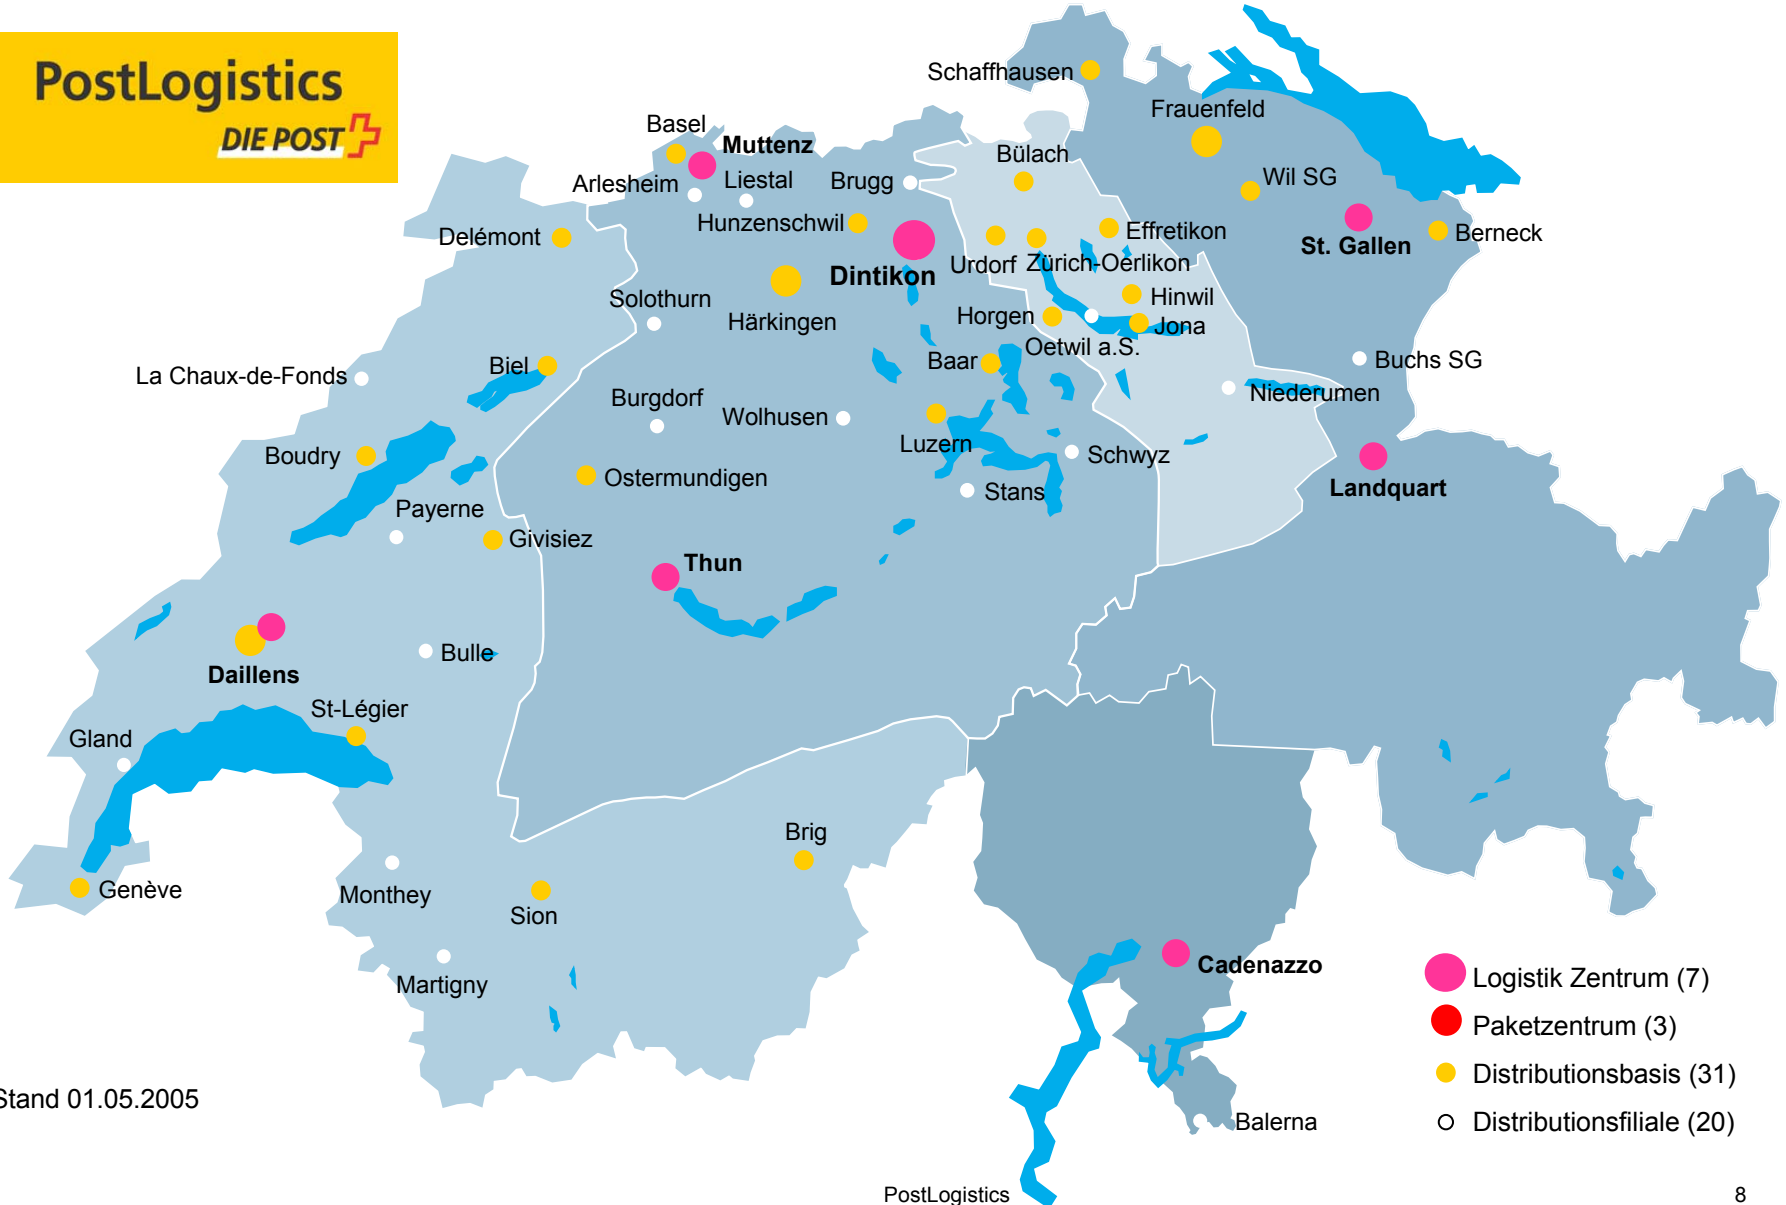 PostLogistics
DIE POST
Schaffhausen
Frauenfeld
Basel
Muttenz
Bülach
Arlesheim
Liestal
Brugg
Wil SG
Hunzenschwil
Delémont
Effretikon
Berneck
St. Gallen
Urdorf
Zürich-Oerlikon
Dintikon
Solothurn
Härkingen
Hinwil
Horgen
Jona
Oetwil a.S.
Baar
Buchs SG
La Chaux-de-Fonds
Biel
Niederumen
Burgdorf
Wolhusen
Luzern
Schwyz
Boudry
Ostermundigen
Stans
Landquart
Payerne
Givisiez
Thun
Bulle
Daillens
St-Légier
Gland
Brig
Genève
Monthey
Sion
Martigny
Cadenazzo
Logistik Zentrum (7)
Paketzentrum (3)
Distributionsbasis (31)
Distributionsfiliale (20)
Stand 01.05.2005
Balerna
PostLogistics
8